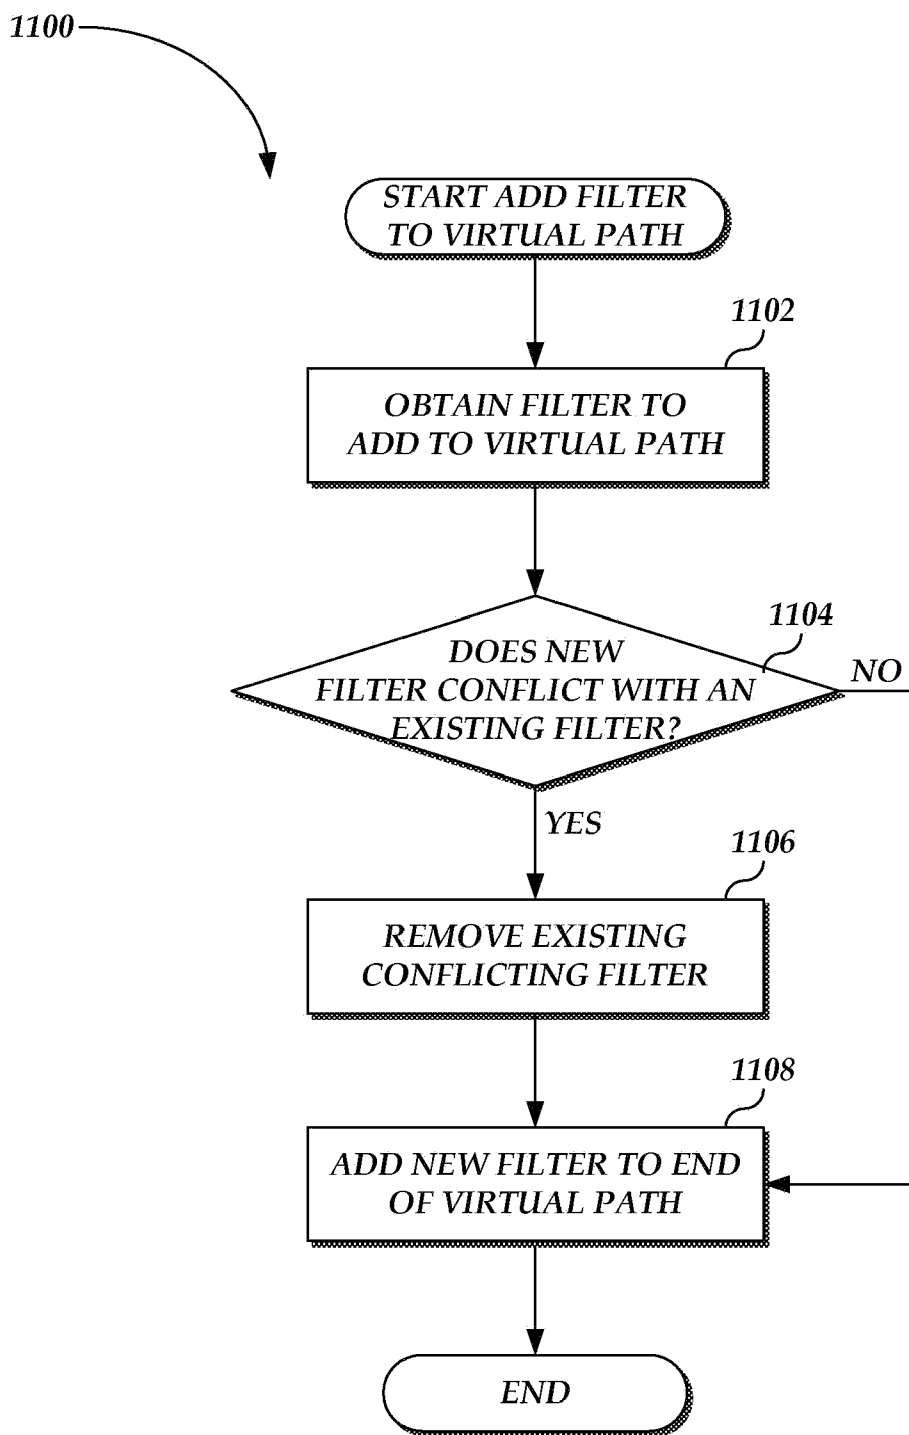 1100
START ADD FILTER
TO VIRTUAL PATH
1102
OBTAIN FILTER TO
ADD TO VIRTUAL PATH
1104
DOES NEW
FILTER CONFLICT WITH AN
EXISTING FILTER?
NO
YES
1106
REMOVE EXISTING
CONFLICTING FILTER
1108
ADD NEW FILTER TO END
OF VIRTUAL PATH
END